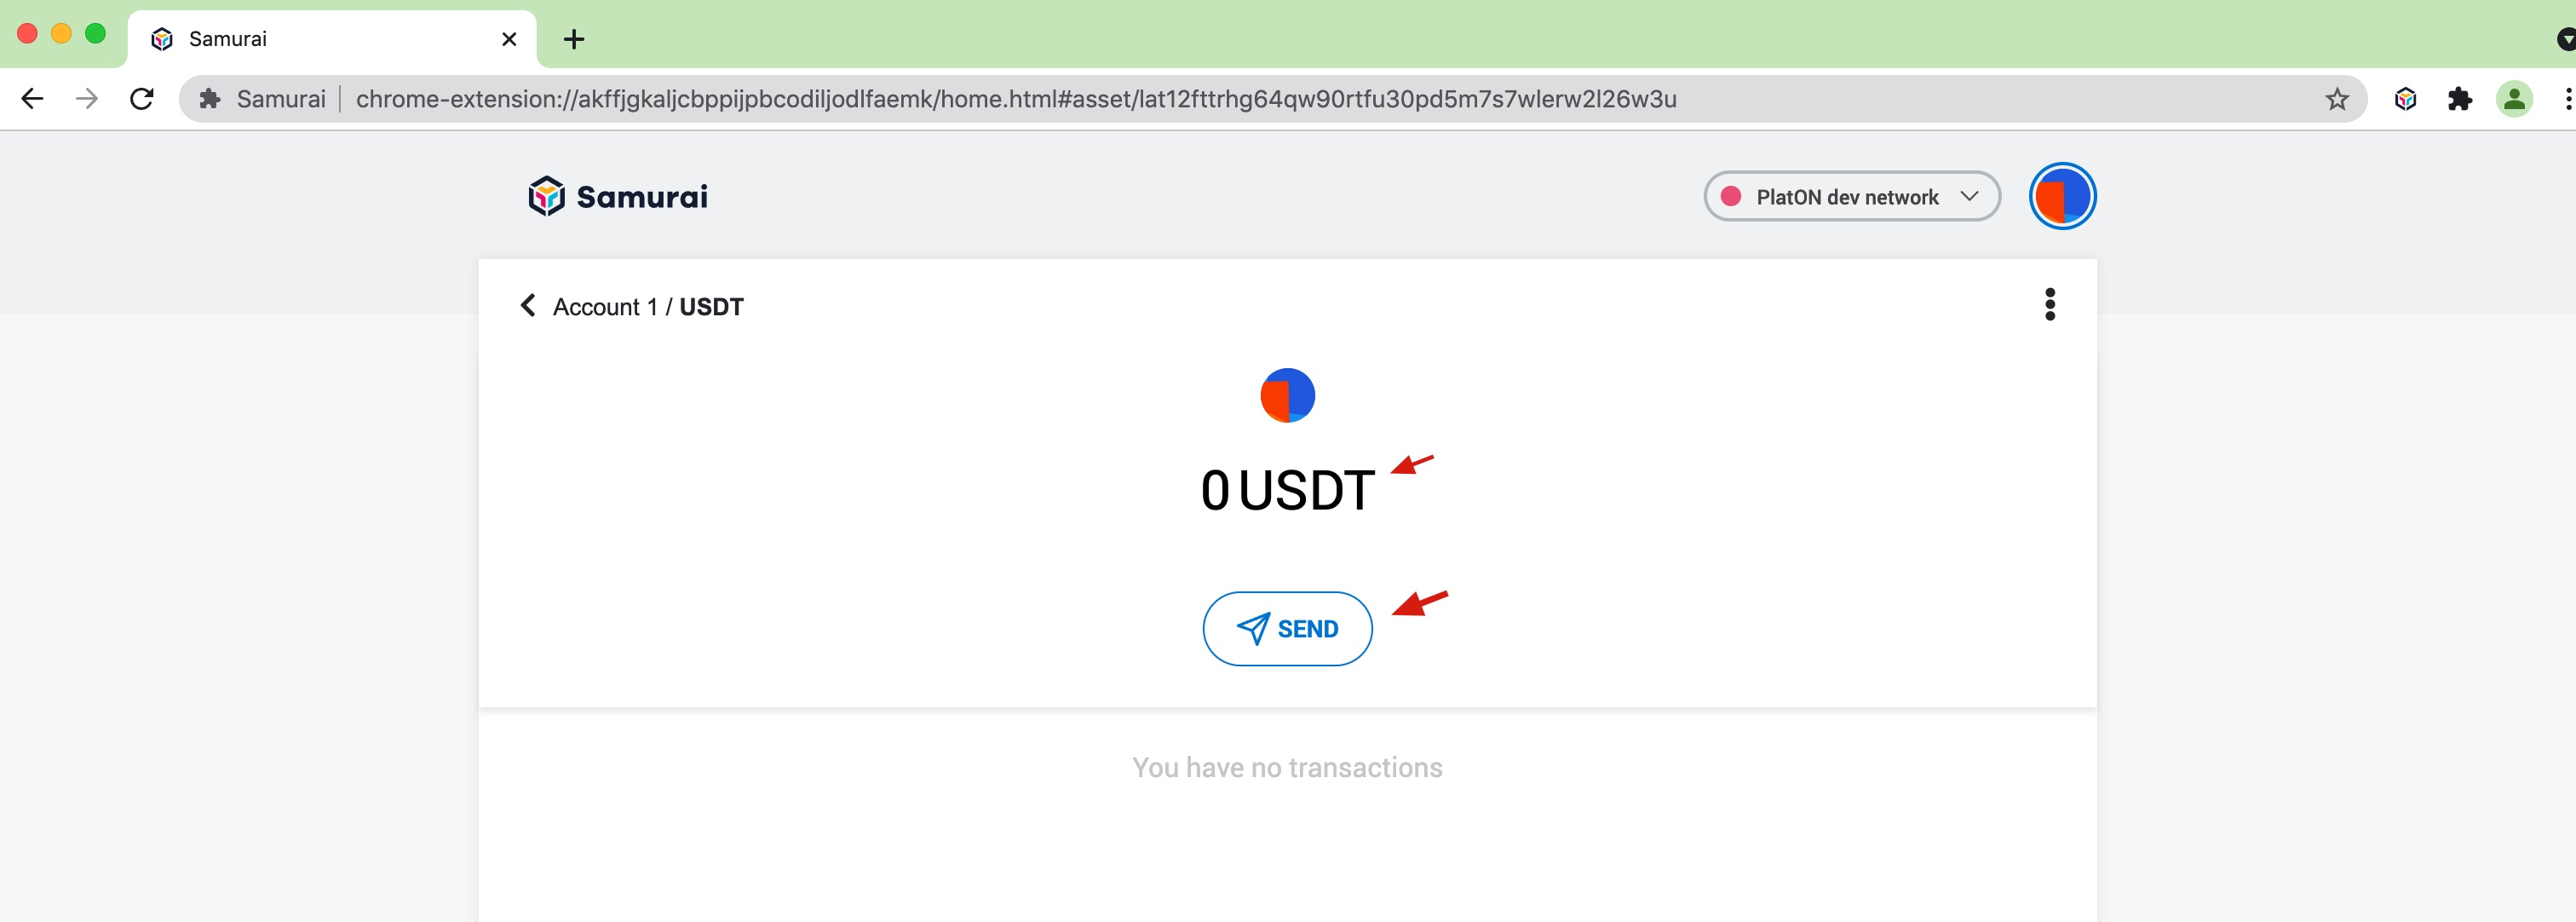 Samurai
Samurai
chrome-extension://akffjgkaljcbppijpbcodiljodlfaemk/home.html#asset/lat12fttrhg64qw90rtfu30pd5m7s7wlerw2l26w3u
Samurai
PlatON dev network
Account 1 / USDT
0 USDT
SEND
You have no transactions